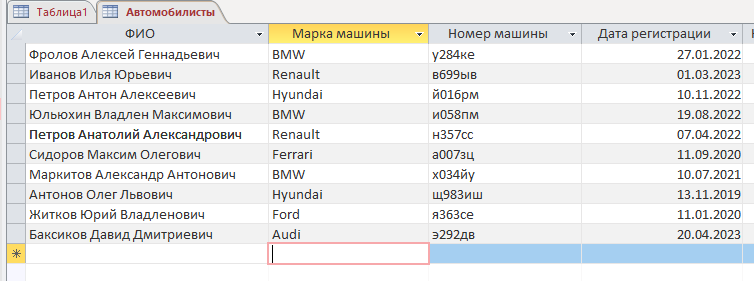 Таблица1 Автомобилисты
ФИО Марка машины Номер машины Дата регистрации
Фролов Алексей Геннадьевич BMW у284ке 27.01.2022
Иванов Илья Юрьевич Renault в699ыв 01.03.2023
Петров Антон Алексеевич Hyundai й016рм 10.11.2022
Юльюхин Владлен Максимович BMW и058пм 19.08.2022
Петров Анатолий Александрович Renault н357сс 07.04.2022
Сидоров Максим Олегович Ferrari а007зц 11.09.2020
Маркитов Александр Антонович BMW х034йу 10.07.2021
Антонов Олег Львович Hyundai щ983иш 13.11.2019
Житков Юрий Владленович Ford я363се 11.01.2020
Баксиков Давид Дмитриевич Audi э292дв 20.04.2023